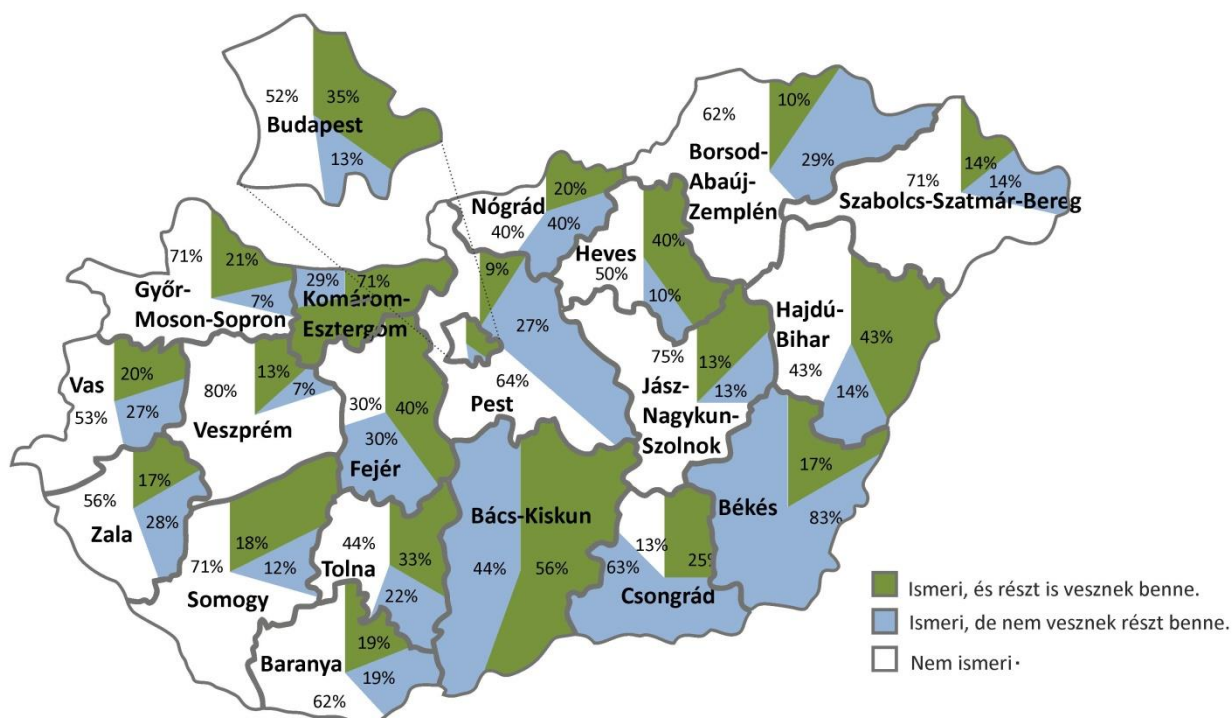 52%
35%
Budapest
13%
62%
10%
29%
Borsod-
Abaúj-
Zemplén
71%
14%
14%
Szabolcs-Szatmár-Bereg
20%
Nógrád
40%
40%
Heves
40%
50%
10%
71%
21%
7%
Győr-
Moson-Sopron
29%
71%
Komárom-
Esztergom
9%
27%
64%
Pest
Hajdú-
Bihar
43%
43%
14%
75%
13%
13%
Jász-
Nagykun-
Szolnok
Vas
20%
53%
27%
80%
13%
7%
Veszprém
30%
40%
30%
Fejér
17%
56%
28%
Zala
18%
71%
12%
Somogy
44%
33%
Tolna
22%
Bács-Kiskun
44%
56%
13%
63%
25%
Csongrád
17%
Békés
83%
19%
Baranya
19%
62%
Ismeri, és részt is vesznek benne.
Ismeri, de nem vesznek részt benne.
Nem ismeri.